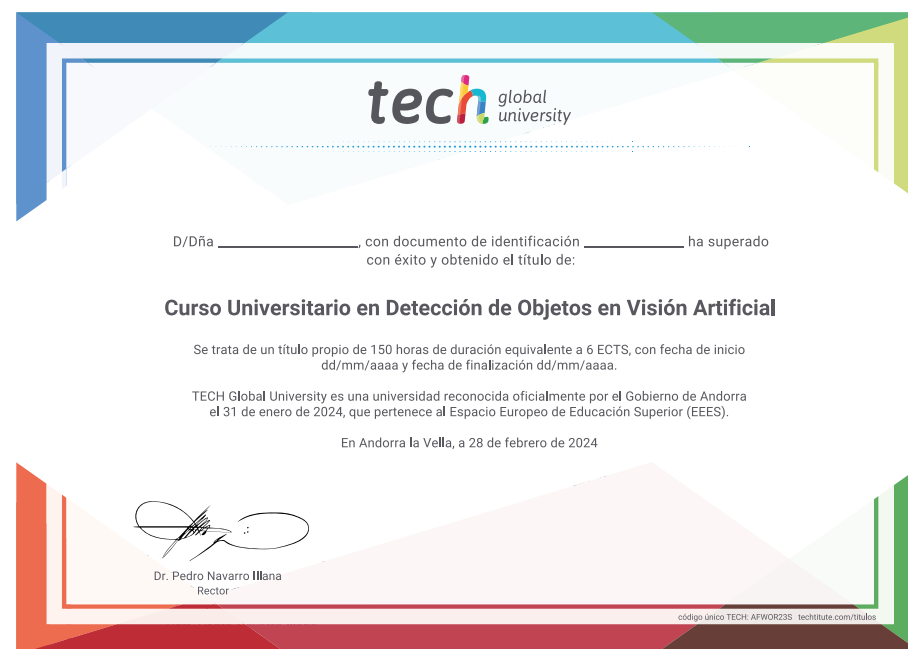 tech global university
D/Dña ____________________, con documento de identificación ______________ ha superado
con éxito y obtenido el título de:
Curso Universitario en Detección de Objetos en Visión Artificial
Se trata de un título propio de 150 horas de duración equivalente a 6 ECTS, con fecha de inicio
dd/mm/aaaa y fecha de finalización dd/mm/aaaa.
TECH Global University es una universidad reconocida oficialmente por el Gobierno de Andorra
el 31 de enero de 2024, que pertenece al Espacio Europeo de Educación Superior (EEES).
En Andorra la Vella, a 28 de febrero de 2024
Dr. Pedro Navarro Illana
Rector
código único TECH: AFWOR23S techtitute.com/titulos